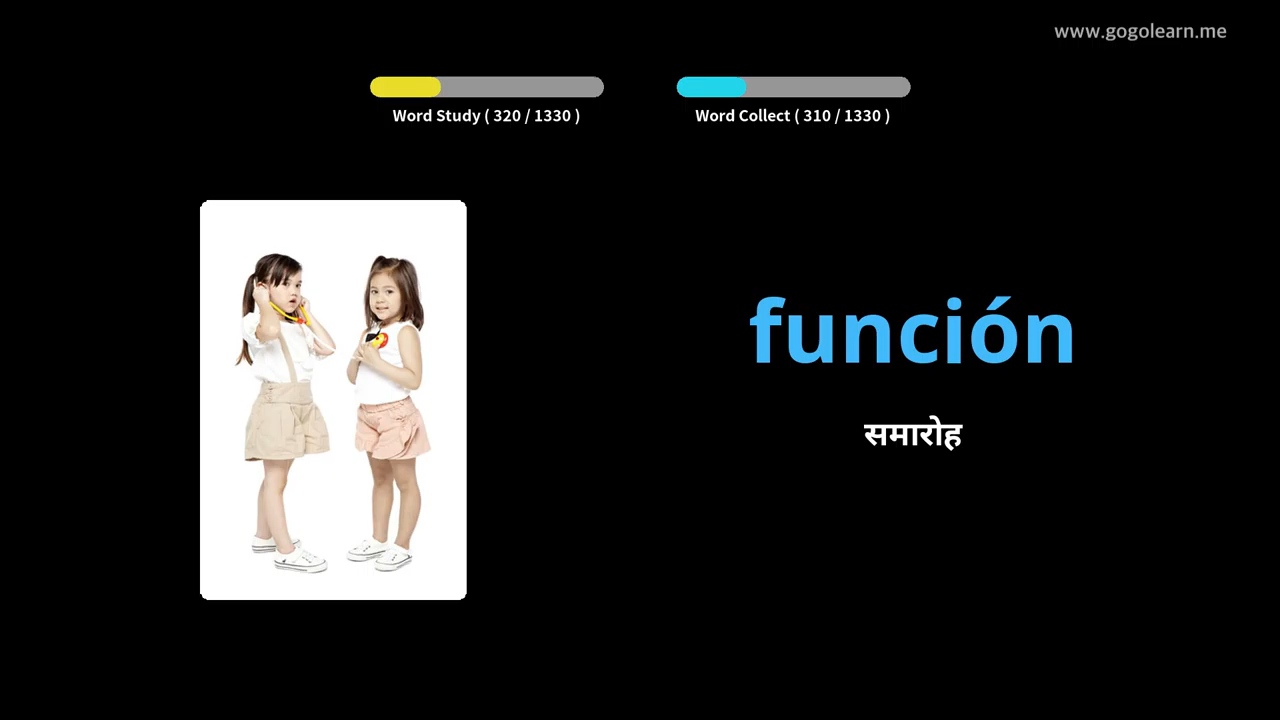 www.gogolearn.me
Word Study ( 320 / 1330 )
Word Collect ( 310 / 1330 )
función
समारोह